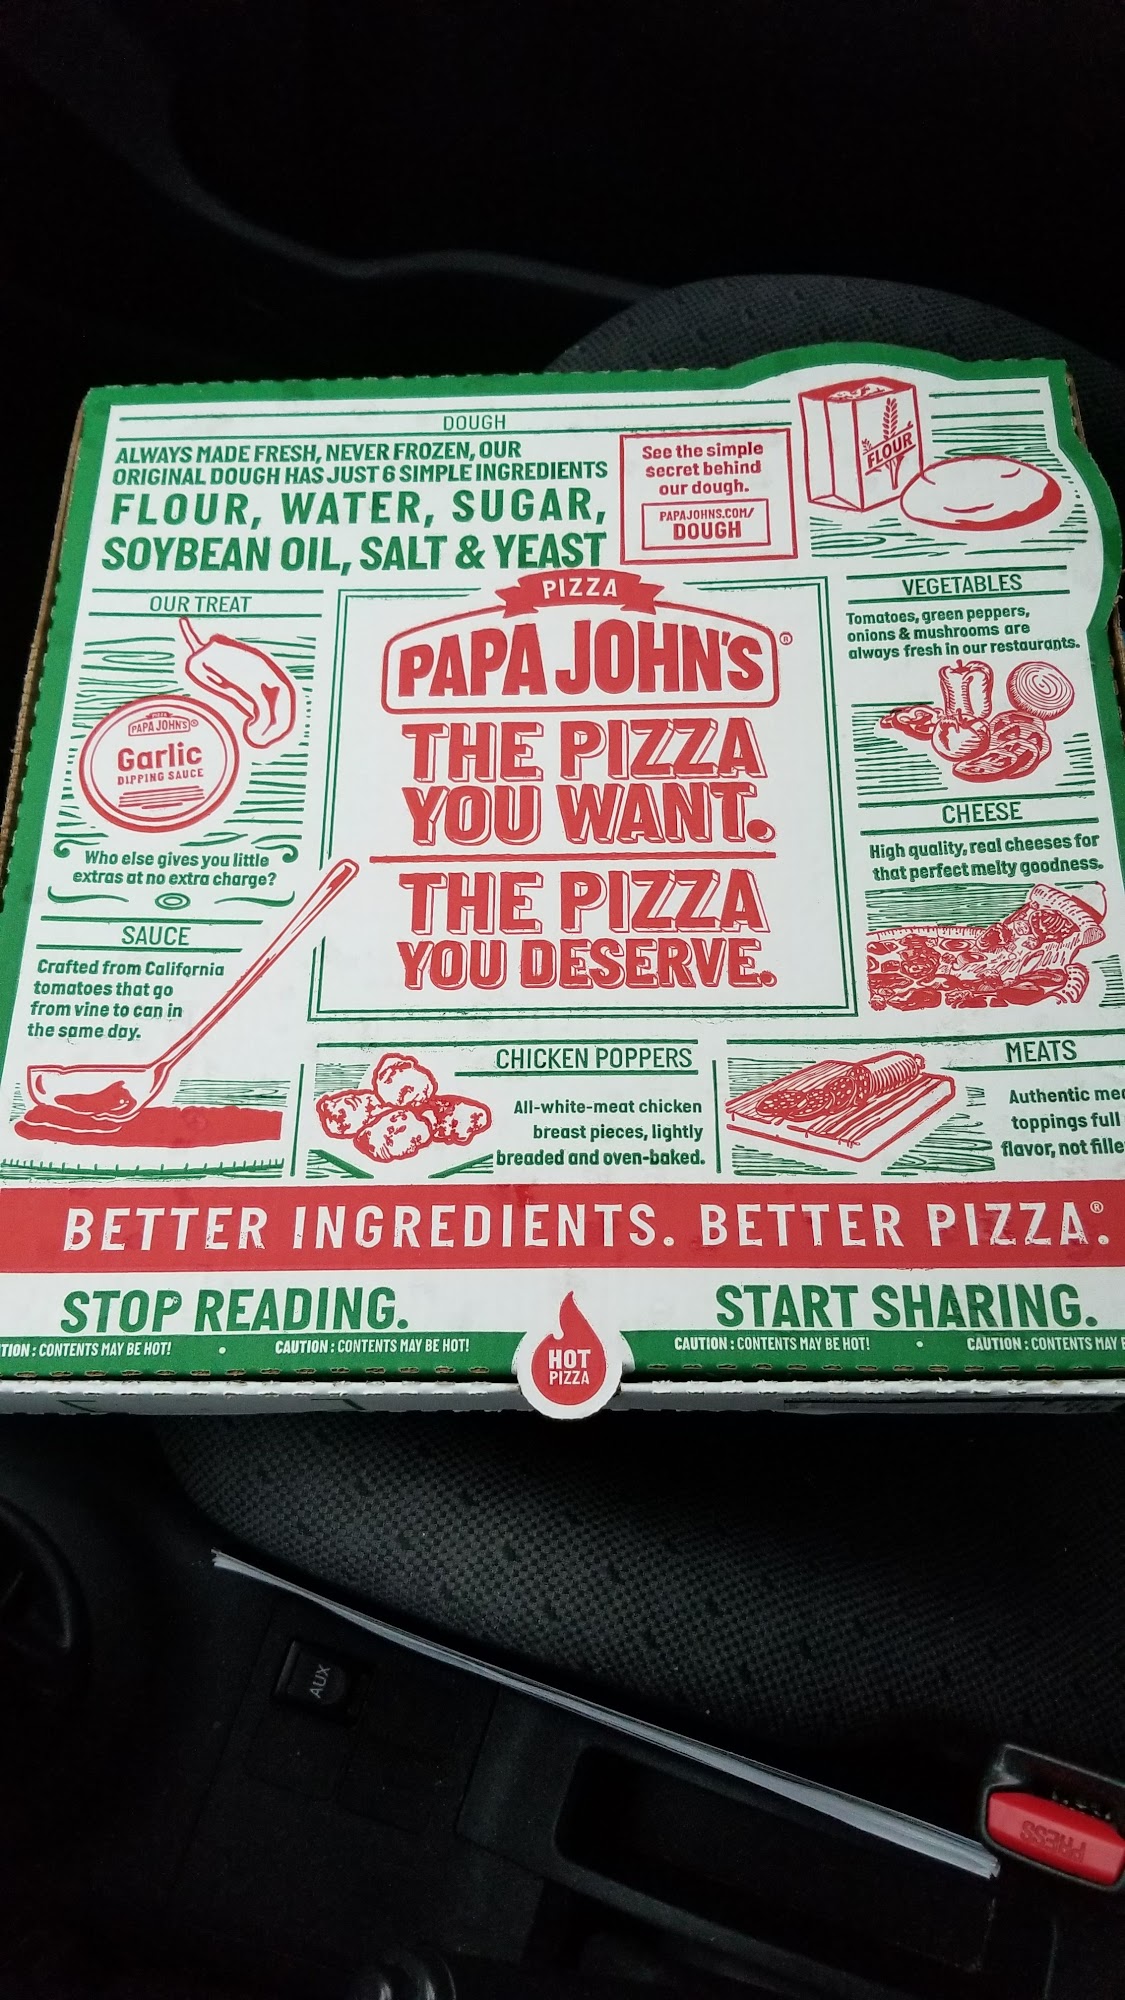 DOUGH
ALWAYS MADE FRESH, NEVER FROZEN, OUR
ORIGINAL DOUGH HAS JUST 6 SIMPLE INGREDIENTS
FLOUR, WATER, SUGAR,
SOYBEAN OIL, SALT & YEAST
See the simple
secret behind
our dough.
PAPAJOHNS.COM/
DOUGH
FLOUR
OUR TREAT
PIZZA
PAPA JOHN'S®
Garlic
DIPPING SAUCE
Who else gives you little
extras at no extra charge?
SAUCE
Crafted from California
tomatoes that go
from vine to can in
the same day.
PIZZA
PAPA JOHN'S®
THE PIZZA
YOU WANT.
THE PIZZA
YOU DESERVE.
VEGETABLES
Tomatoes, green peppers,
onions & mushrooms are
always fresh in our restaurants.
CHEESE
High quality, real cheeses for
that perfect melty goodness.
CHICKEN POPPERS
All-white-meat chicken
breast pieces, lightly
breaded and oven-baked.
MEATS
Authentic
toppings full
flavor, not
BETTER INGREDIENTS. BETTER PIZZA.®
STOP READING. START SHARING.
CONTENTS MAY BE HOT! • CAUTION : CONTENTS MAY BE HOT! CAUTION : CONTENTS MAY BE HOT! • CAUTION : CONTENTS MAY
HOT
PIZZA
AUX
PRESS